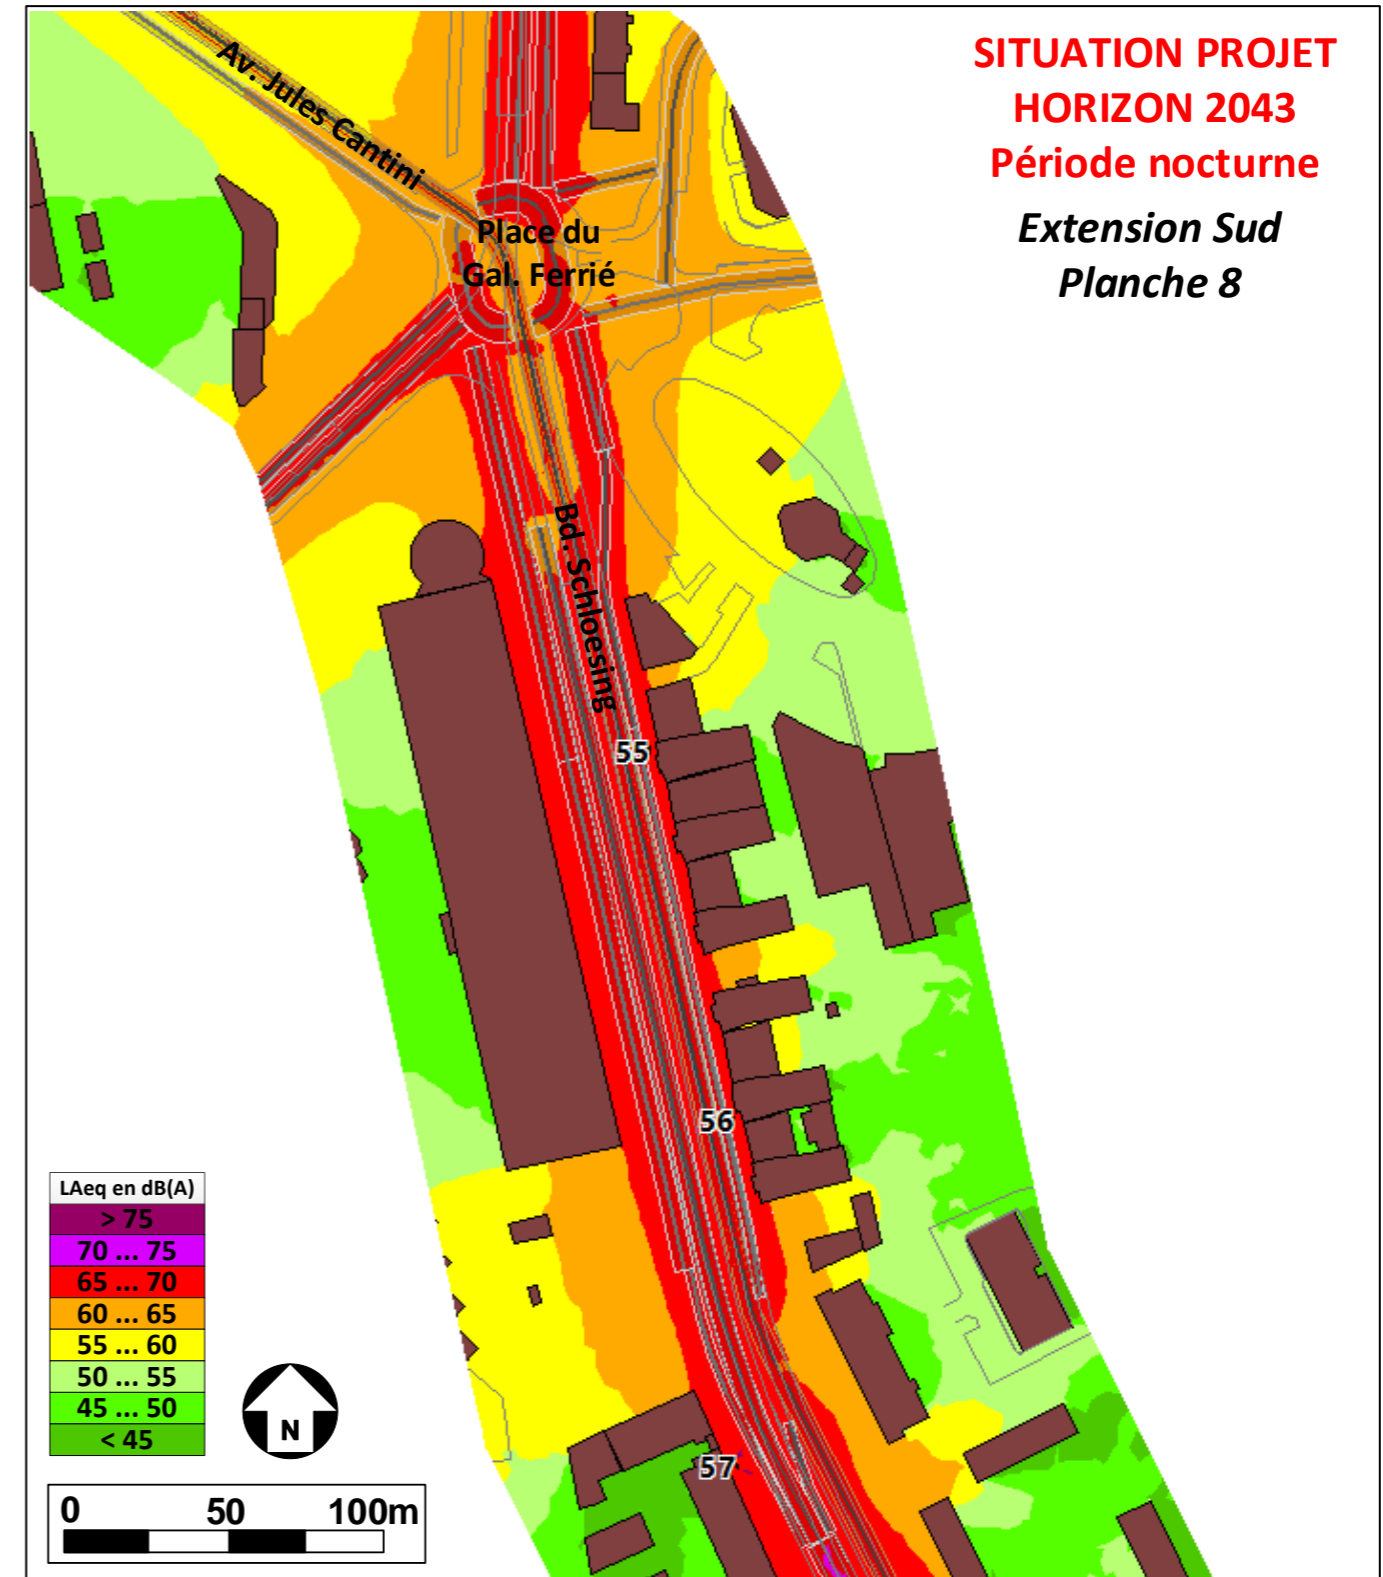 SITUATION PROJET
HORIZON 2043
Période nocturne
Extension Sud
Planche 8
Av. Jules Cantini
Place du
Gal. Ferrié
Bd. Schloesing
55
56
57
LAeq en dB(A)
> 75
70 ... 75
65 ... 70
60 ... 65
55 ... 60
50 ... 55
45 ... 50
< 45
N
0 50 100m